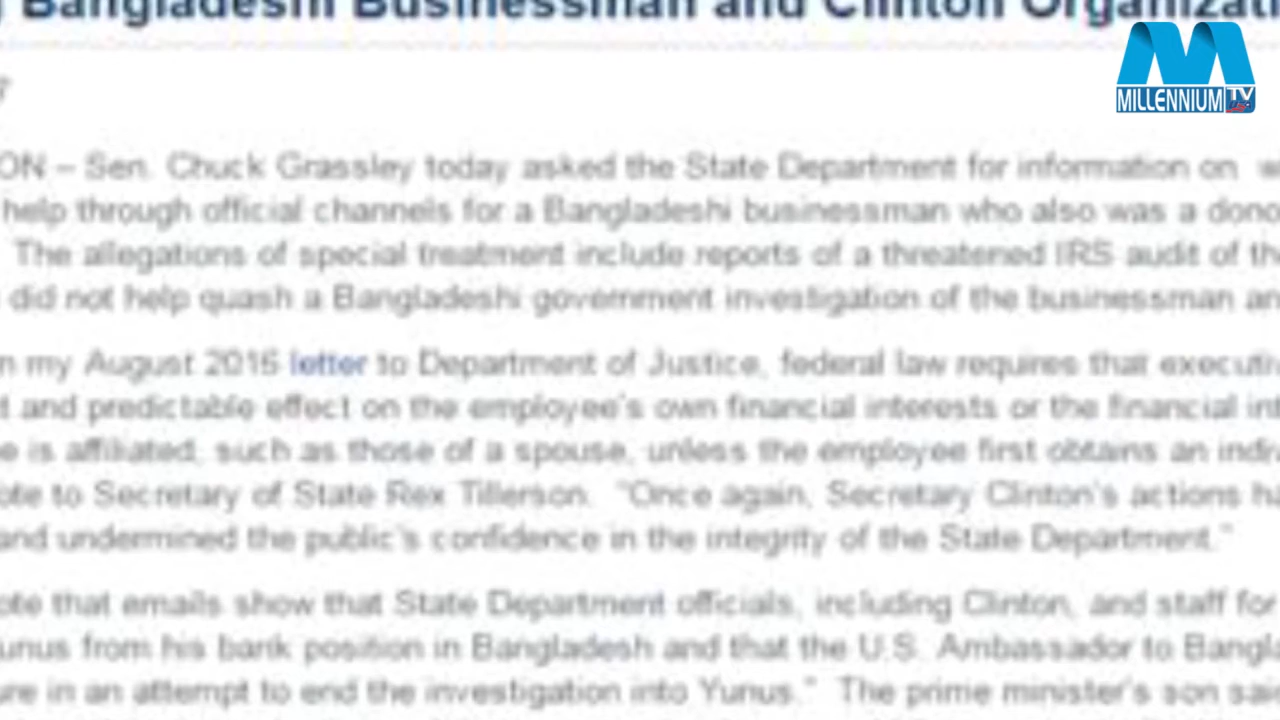 Bangladeshi Businessman and Clinton Organizati
MILLENNIUM TV
ON – Sen. Chuck Grassley today asked the State Department for information on w
help through official channels for a Bangladeshi businessman who also was a dono
The allegations of special treatment include reports of a threatened IRS audit of th
did not help quash a Bangladeshi government investigation of the businessman an
n my August 2016 letter to Department of Justice, federal law requires that executiv
t and predictable effect on the employee's own financial interests or the financial int
e is affiliated, such as those of a spouse, unless the employee first obtains an indiv
ote to Secretary of State Rex Tillerson. "Once again, Secretary Clinton's actions ha
and undermined the public's confidence in the integrity of the State Department."
ote that emails show that State Department officials, including Clinton, and staff for
unus from his bank position in Bangladesh and that the U.S. Ambassador to Bangla
ure in an attempt to end the investigation into Yunus." The prime minister's son said